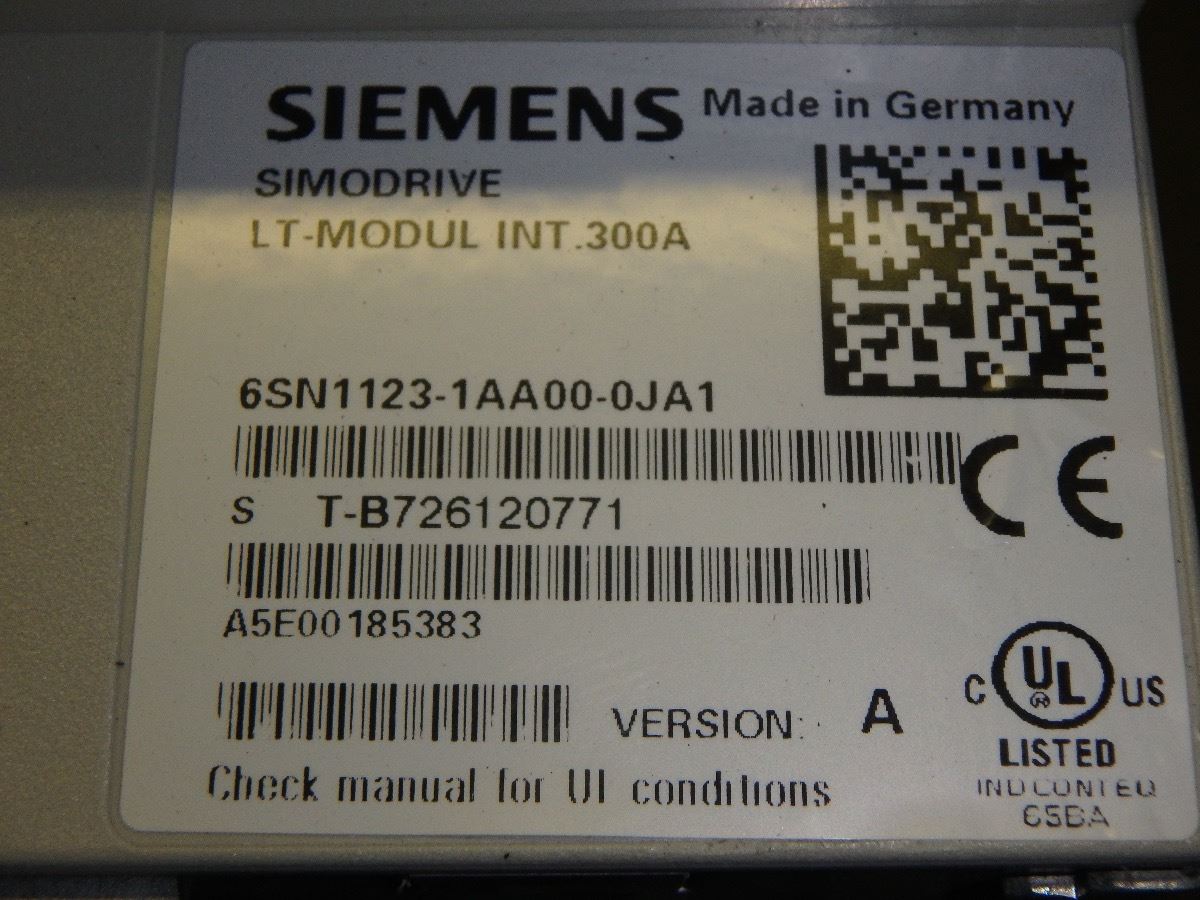 SIEMENS Made in Germany
SIMODRIVE
LT-MODUL INT.300A
6SN1123-1AA00-0JA1
S T-B726120771
A5E00185383
VERSION: A
Check manual for UI conditions
C UL US
LISTED
IND CONT EQ
65BA
CE